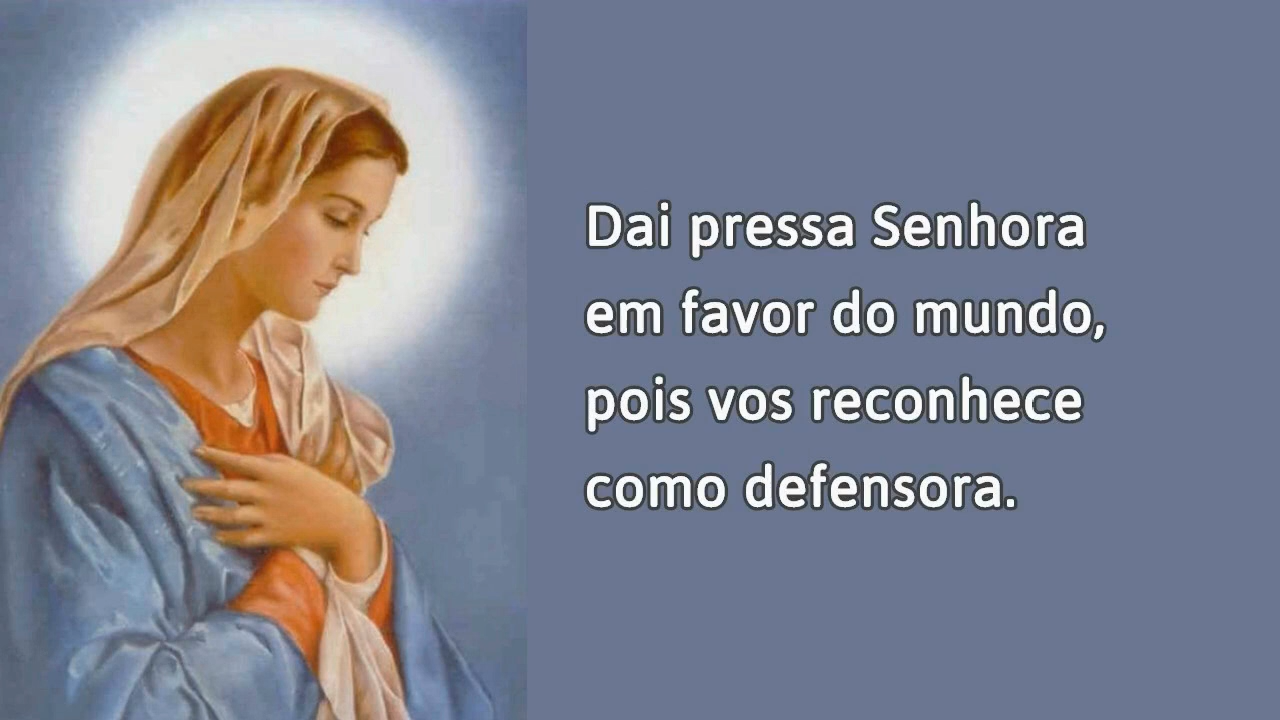 Dai pressa Senhora
em favor do mundo,
pois vos reconhece
como defensora.